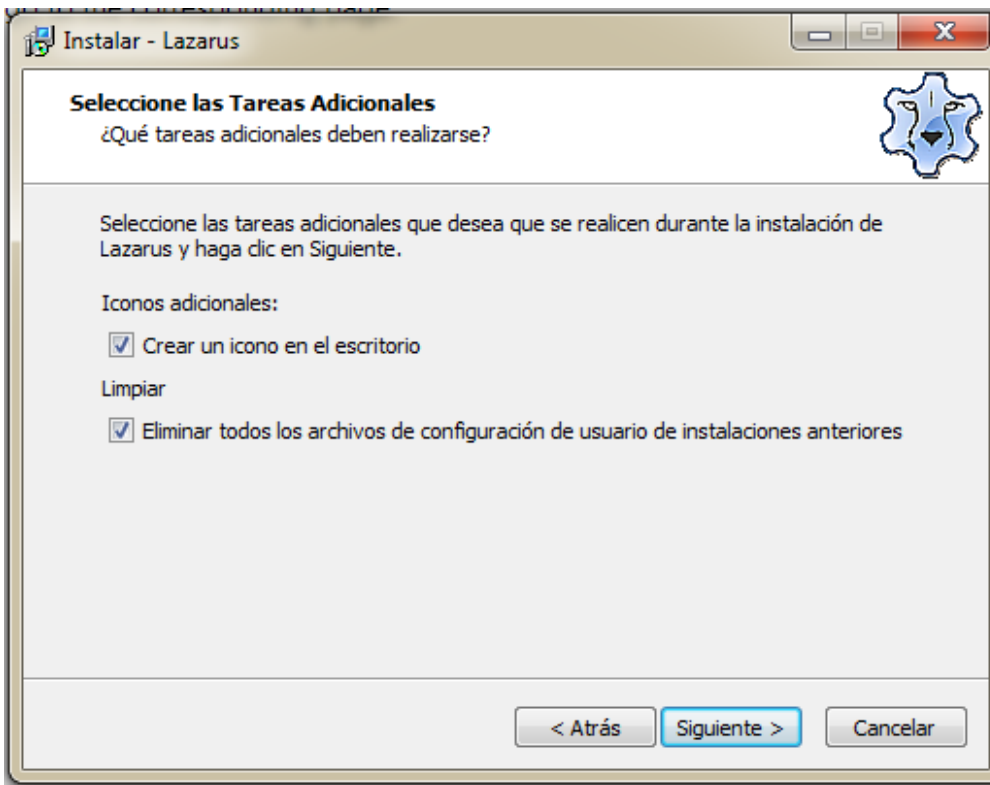 Instalar - Lazarus
Seleccione las Tareas Adicionales
¿Qué tareas adicionales deben realizarse?
Seleccione las tareas adicionales que desea que se realicen durante la instalación de
Lazarus y haga clic en Siguiente.
Iconos adicionales:
Crear un icono en el escritorio
Limpiar
Eliminar todos los archivos de configuración de usuario de instalaciones anteriores
< Atrás Siguiente > Cancelar